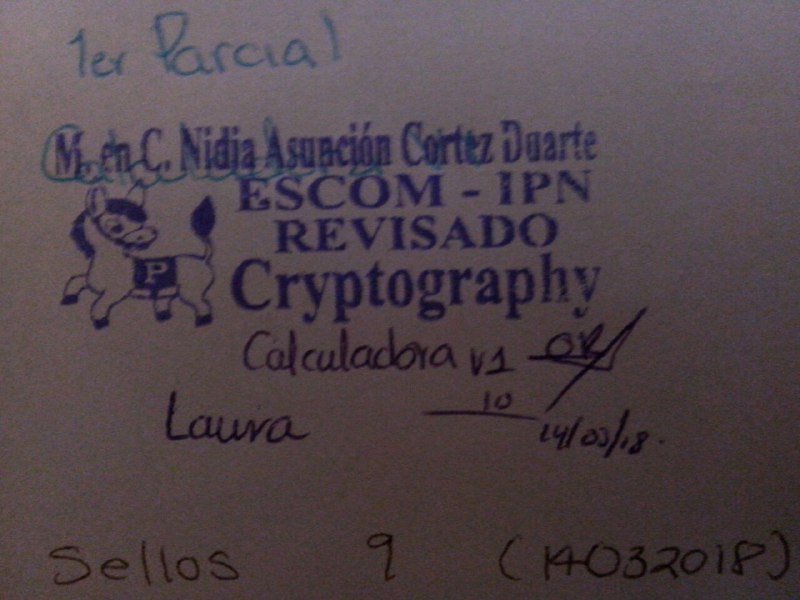 1er Parcial
M. en C. Nidia Asunción Cortez Duarte
ESCOM - IPN
REVISADO
P
Cryptography
Calculadora v1 OK
10
Laura
14/03/18.
Sellos 9 (14032018)